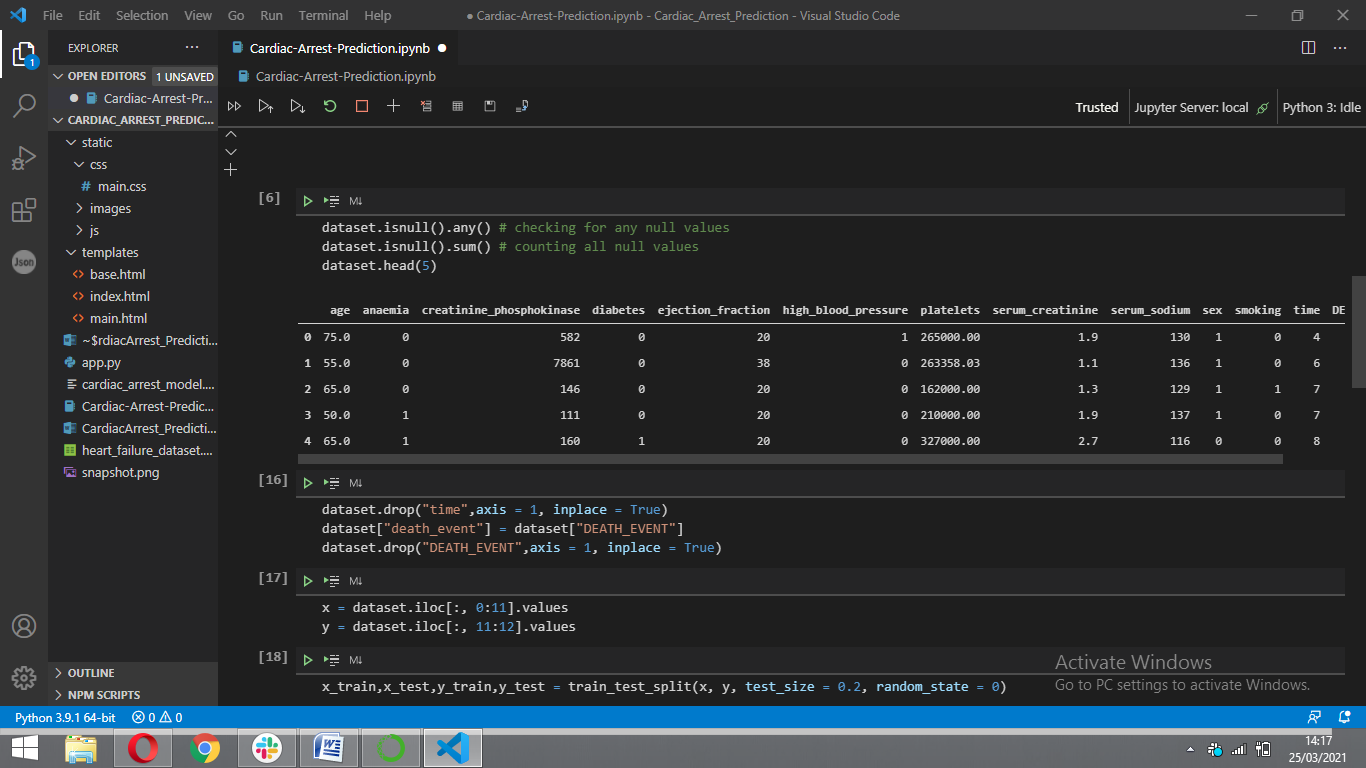 File Edit Selection View Go Run Terminal Help ● Cardiac-Arrest-Prediction.ipynb - Cardiac_Arrest_Prediction - Visual Studio Code
EXPLORER ···
OPEN EDITORS 1 UNSAVED
Cardiac-Arrest-Pr...
CARDIAC_ARREST_PREDIC...
static
css
# main.css
images
js
templates
<> base.html
<> index.html
<> main.html
~$rdiacArrest_Predicti...
app.py
cardiac_arrest_model....
Cardiac-Arrest-Predic...
CardiacArrest_Predicti...
heart_failure_dataset....
snapshot.png
OUTLINE
NPM SCRIPTS
1
Json
Cardiac-Arrest-Prediction.ipynb ●
Cardiac-Arrest-Prediction.ipynb
Trusted Jupyter Server: local Python 3: Idle
[6] M↓
dataset.isnull().any() # checking for any null values
dataset.isnull().sum() # counting all null values
dataset.head(5)
age anaemia creatinine_phosphokinase diabetes ejection_fraction high_blood_pressure platelets serum_creatinine serum_sodium sex smoking time DE
0 75.0 0 582 0 20 1 265000.00 1.9 130 1 0 4
1 55.0 0 7861 0 38 0 263358.03 1.1 136 1 0 6
2 65.0 0 146 0 20 0 162000.00 1.3 129 1 1 7
3 50.0 1 111 0 20 0 210000.00 1.9 137 1 0 7
4 65.0 1 160 1 20 0 327000.00 2.7 116 0 0 8
[16] M↓
dataset.drop("time",axis = 1, inplace = True)
dataset["death_event"] = dataset["DEATH_EVENT"]
dataset.drop("DEATH_EVENT",axis = 1, inplace = True)
[17] M↓
x = dataset.iloc[:, 0:11].values
y = dataset.iloc[:, 11:12].values
[18] M↓
x_train,x_test,y_train,y_test = train_test_split(x, y, test_size = 0.2, random_state = 0)
Activate Windows
Go to PC settings to activate Windows.
Python 3.9.1 64-bit 0 0
14:17
25/03/2021